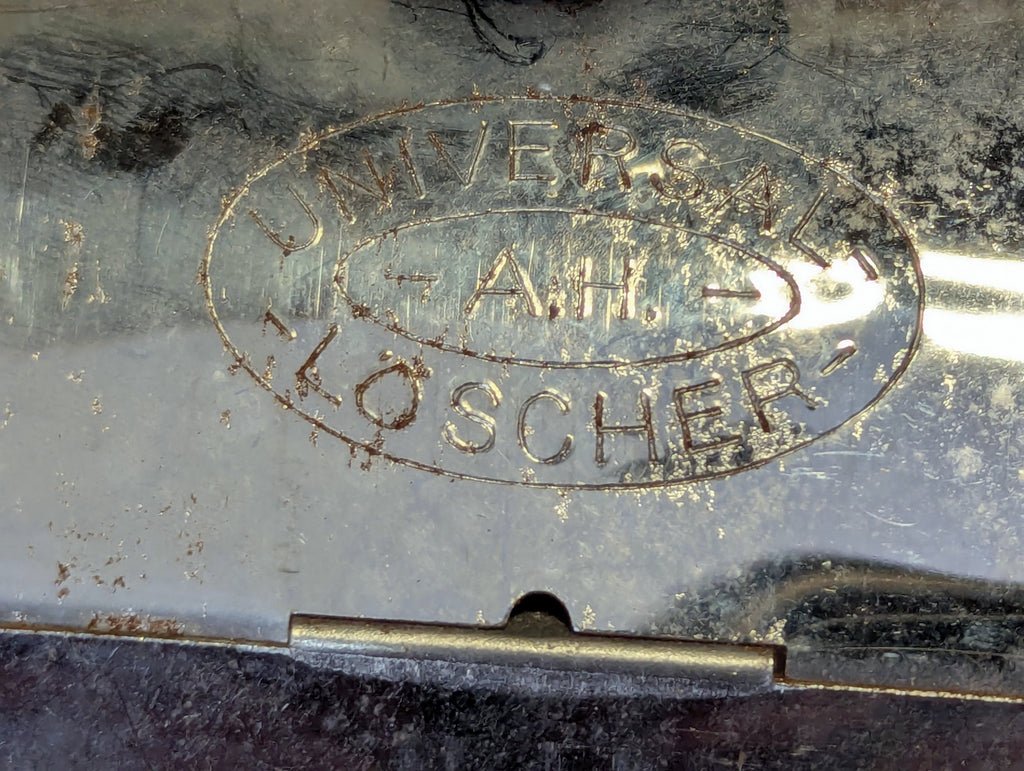 UNIVERSAL-
- A.H. -
- LÖSCHER -